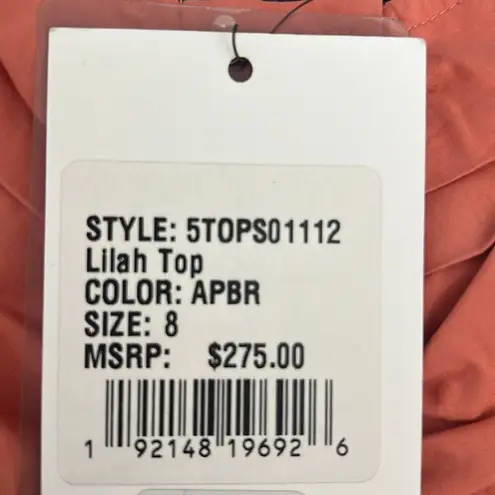 STYLE: 5TOPS01112
Lilah Top
COLOR: APBR
SIZE: 8
MSRP: $275.00
1 92148 19692 6